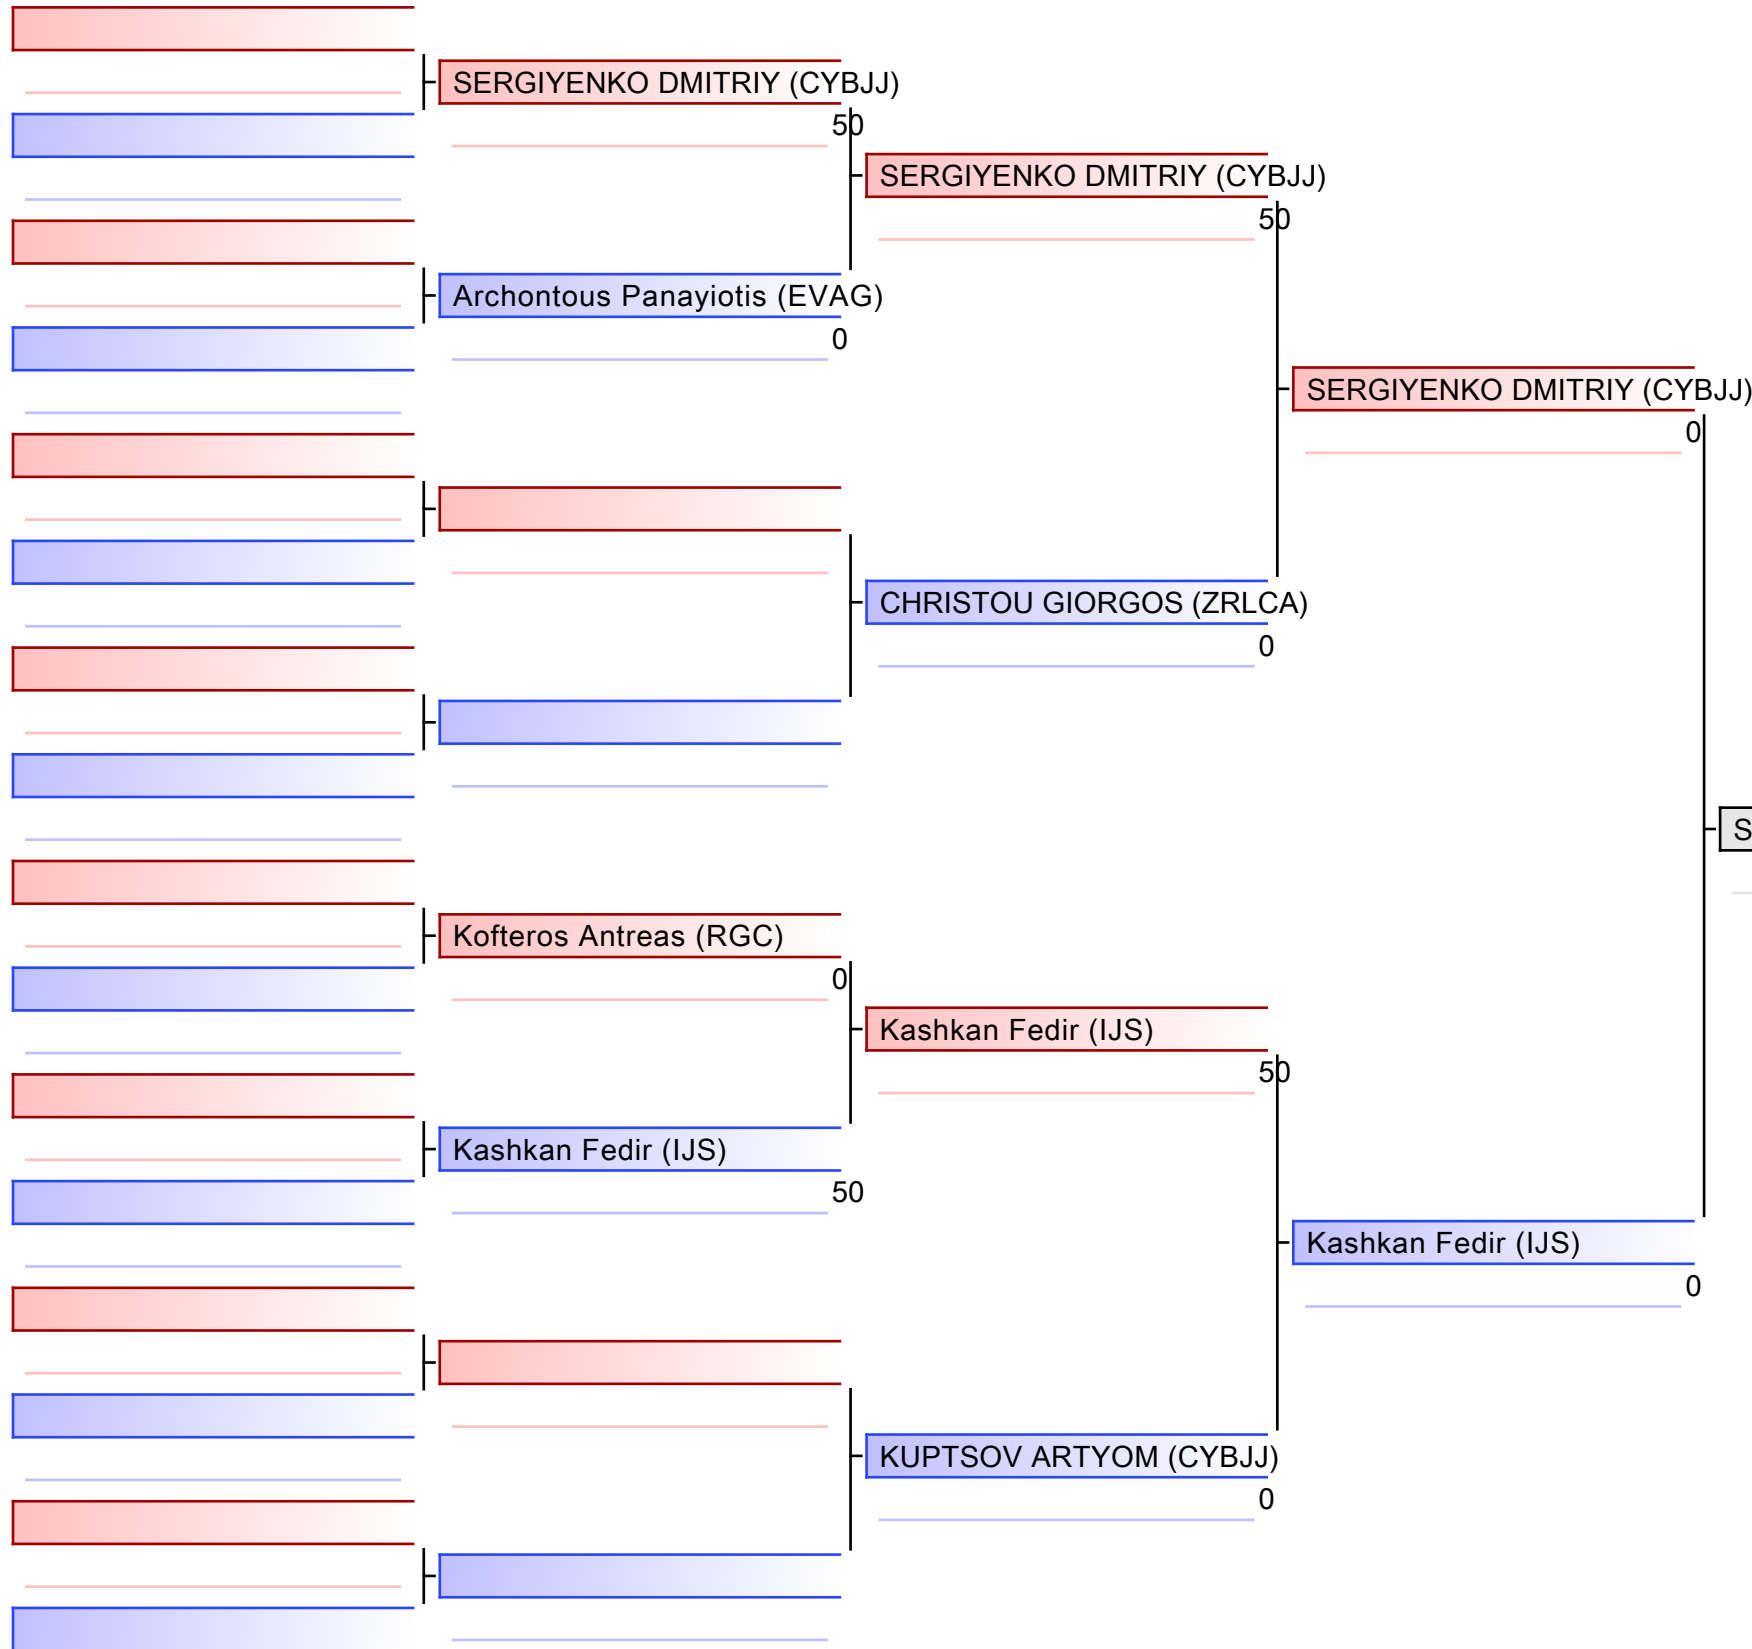 SERGIYENKO DMITRIY (CYBJJ)
50
SERGIYENKO DMITRIY (CYBJJ)
50
Archontous Panayiotis (EVAG)
0
SERGIYENKO DMITRIY (CYBJJ)
0
CHRISTOU GIORGOS (ZRLCA)
0
S
Kofteros Antreas (RGC)
0
Kashkan Fedir (IJS)
50
Kashkan Fedir (IJS)
50
Kashkan Fedir (IJS)
0
KUPTSOV ARTYOM (CYBJJ)
0